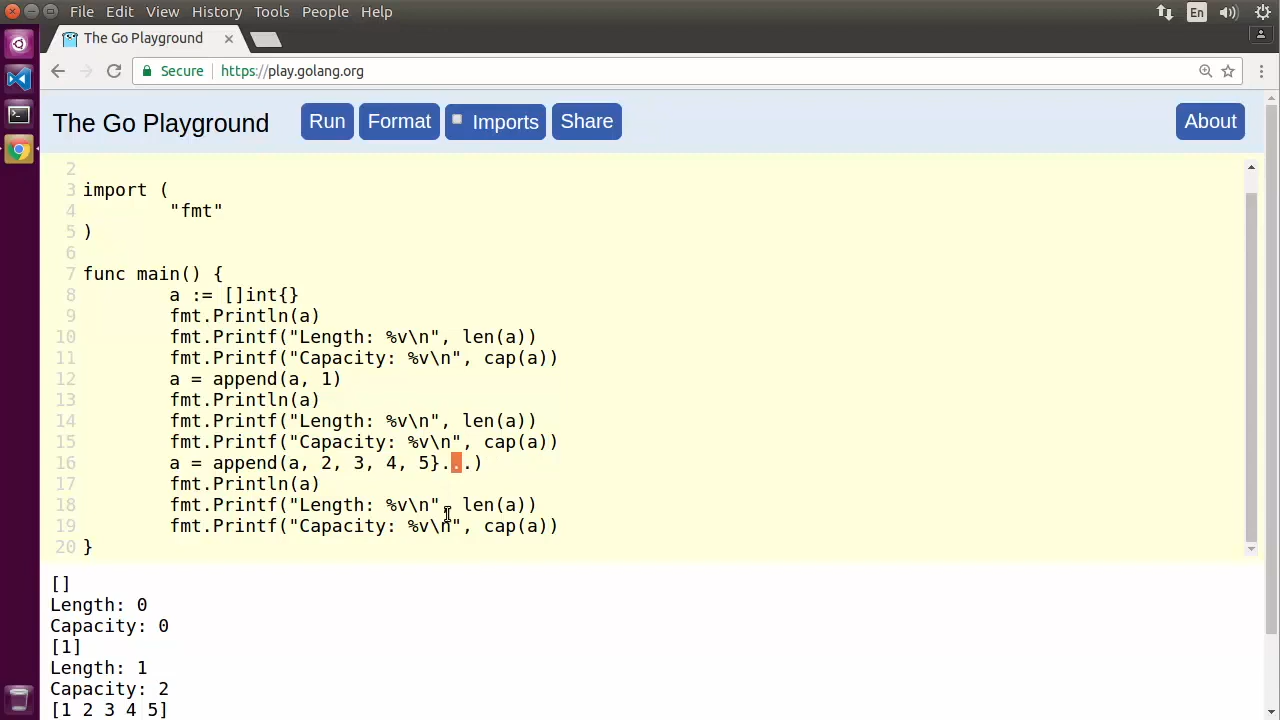 File Edit View History Tools People Help
En
The Go Playground
Secure https://play.golang.org
The Go Playground Run Format Imports Share About
2
3 import (
4 "fmt"
5 )
6
7 func main() {
8 a := []int{}
9 fmt.Println(a)
10 fmt.Printf("Length: %v\n", len(a))
11 fmt.Printf("Capacity: %v\n", cap(a))
12 a = append(a, 1)
13 fmt.Println(a)
14 fmt.Printf("Length: %v\n", len(a))
15 fmt.Printf("Capacity: %v\n", cap(a))
16 a = append(a, 2, 3, 4, 5}...)
17 fmt.Println(a)
18 fmt.Printf("Length: %v\n", len(a))
19 fmt.Printf("Capacity: %v\n", cap(a))
20 }
[]
Length: 0
Capacity: 0
[1]
Length: 1
Capacity: 2
[1 2 3 4 5]